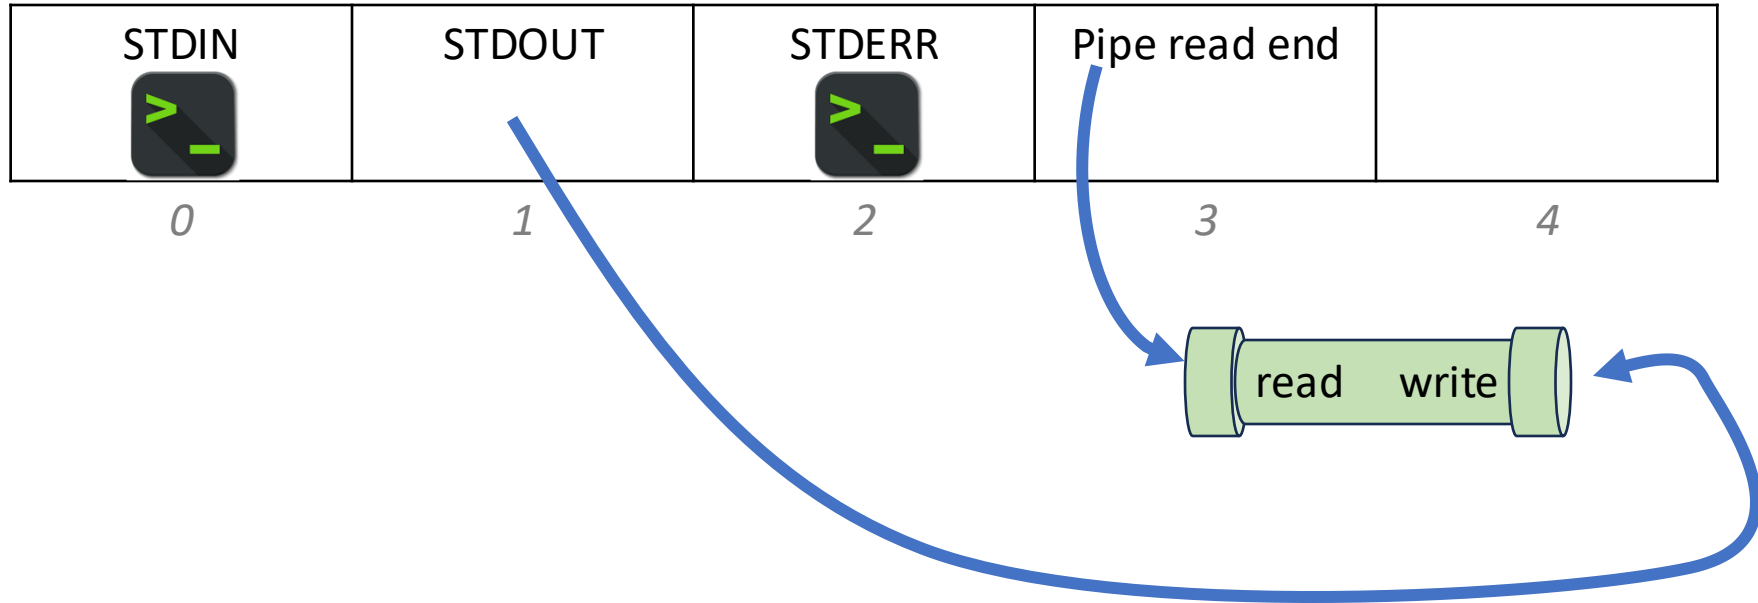 STDIN STDOUT STDERR Pipe read end
>_ >_
0 1 2 3 4
read write